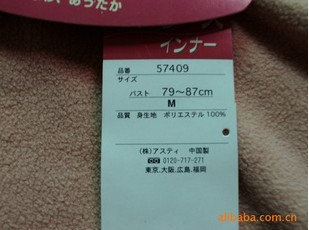 あったか
インナー
品番 57409
サイズ
バスト 79～87cm
M
品質 身生地 ポリエステル100%
(株)アスティ 中国製
0120-717-271
東京,大阪,広島,福岡
alibaba.com.cn